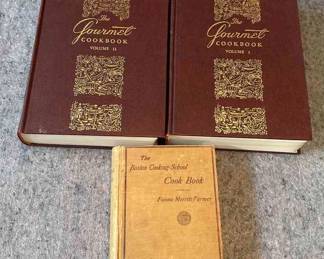 The
Gourmet
COOKBOOK
VOLUME II
The
Gourmet
COOKBOOK
VOLUME I
The
Boston Cooking-School
Cook Book
Fannie Merritt Farmer